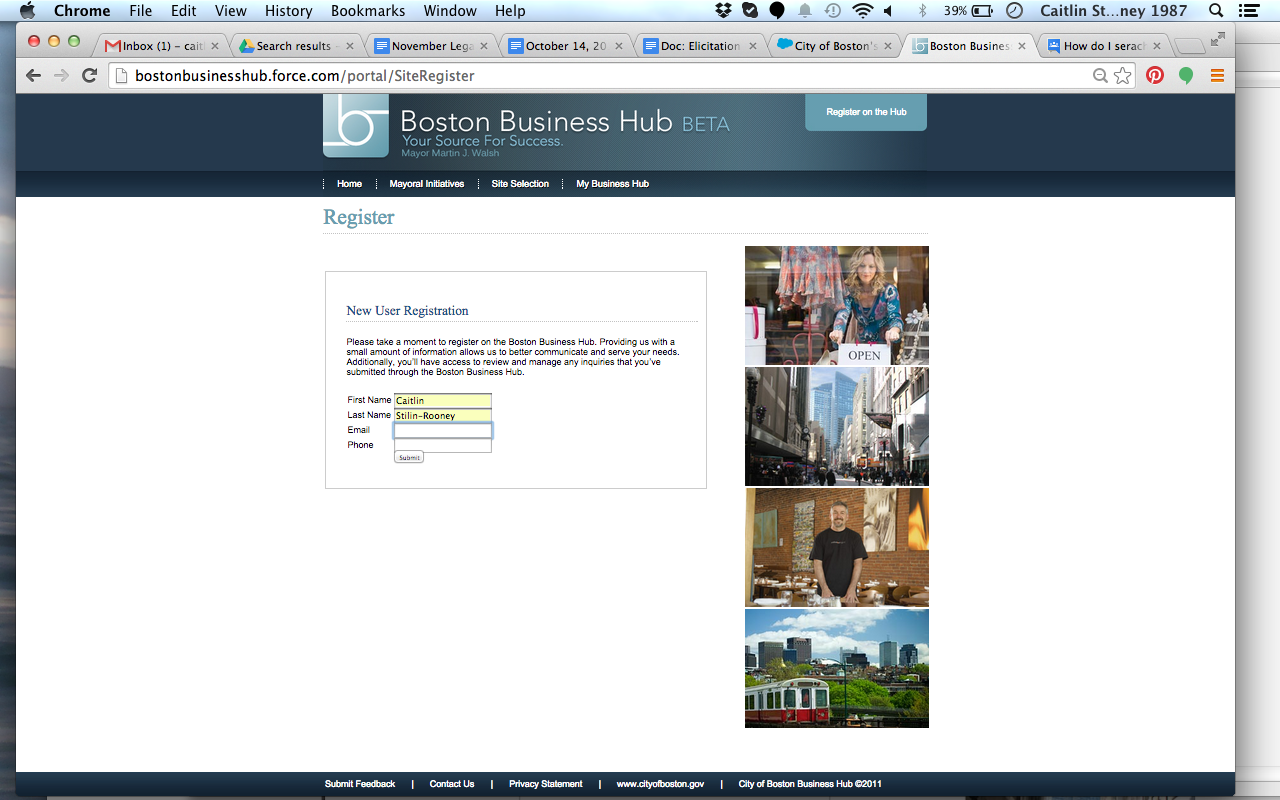 Chrome File Edit View History Bookmarks Window Help 39% Caitlin St...ney 1987
Inbox (1) – cait Search results – November Lega October 14, 20 Doc: Elicitation City of Boston's Boston Busines How do I serach
bostonbusinesshub.force.com/portal/SiteRegister
Register on the Hub
Boston Business Hub BETA
Your Source For Success.
Mayor Martin J. Walsh
Home Mayoral Initiatives Site Selection My Business Hub
Register
New User Registration
Please take a moment to register on the Boston Business Hub. Providing us with a
small amount of information allows us to better communicate and serve your needs.
Additionally, you'll have access to review and manage any inquiries that you've
submitted through the Boston Business Hub.
First Name Caitlin
Last Name Stilin-Rooney
Email
Phone
Submit
OPEN
Submit Feedback | Contact Us | Privacy Statement | www.cityofboston.gov | City of Boston Business Hub ©2011